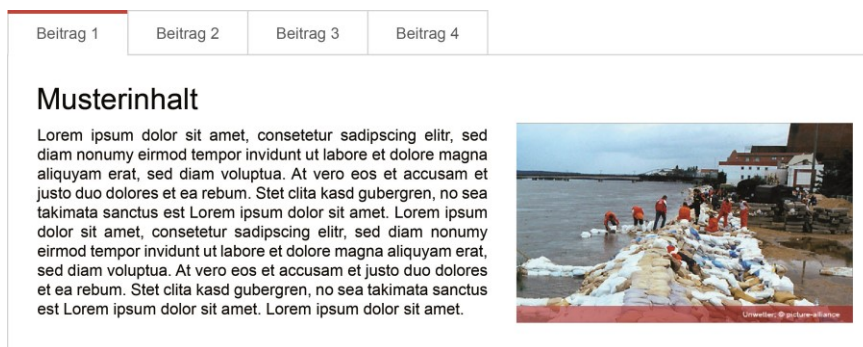 Beitrag 1
Beitrag 2
Beitrag 3
Beitrag 4
Musterinhalt
Lorem ipsum dolor sit amet, consetetur sadipscing elitr, sed
diam nonumy eirmod tempor invidunt ut labore et dolore magna
aliquyam erat, sed diam voluptua. At vero eos et accusam et
justo duo dolores et ea rebum. Stet clita kasd gubergren, no sea
takimata sanctus est Lorem ipsum dolor sit amet. Lorem ipsum
dolor sit amet, consetetur sadipscing elitr, sed diam nonumy
eirmod tempor invidunt ut labore et dolore magna aliquyam erat,
sed diam voluptua. At vero eos et accusam et justo duo dolores
et ea rebum. Stet clita kasd gubergren, no sea takimata sanctus
est Lorem ipsum dolor sit amet. Lorem ipsum dolor sit amet.
Unwetter; © picture-alliance